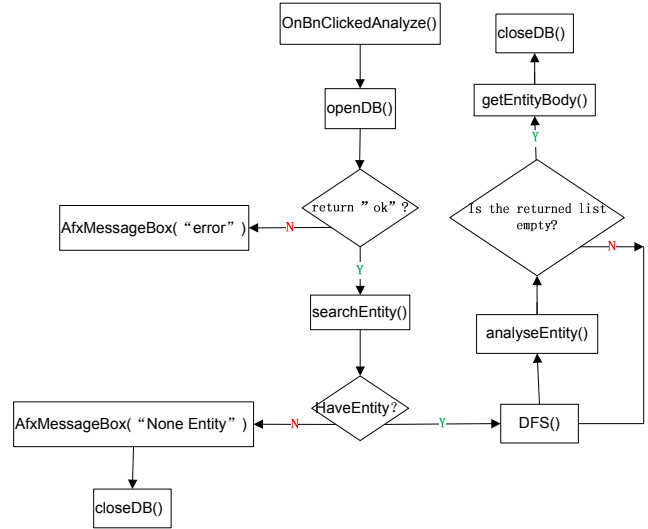 OnBnClickedAnalyze()
openDB()
return ” ok” ?
N
AfxMessageBox( “error” )
Y
searchEntity()
HaveEntity?
N
AfxMessageBox( “None Entity” )
closeDB()
Y
DFS()
analyseEntity()
Is the returned list
empty?
N
Y
getEntityBody()
closeDB()